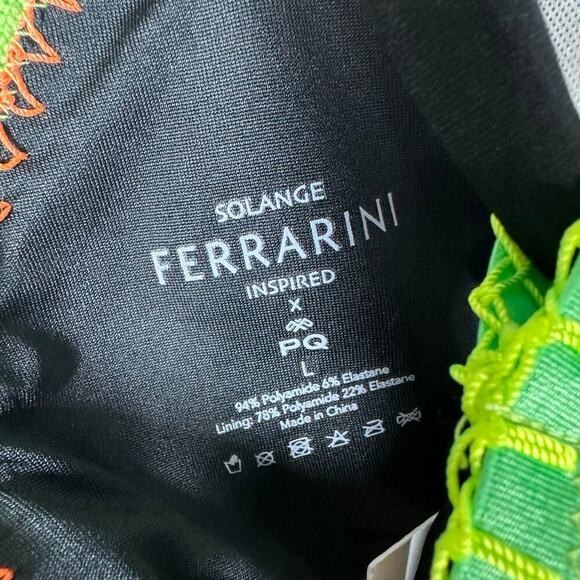 SOLANGE
FERRARINI
INSPIRED
X
PQ
L
94% Polyamide 6% Elastane
Lining: 78% Polyamide 22% Elastane
Made in China